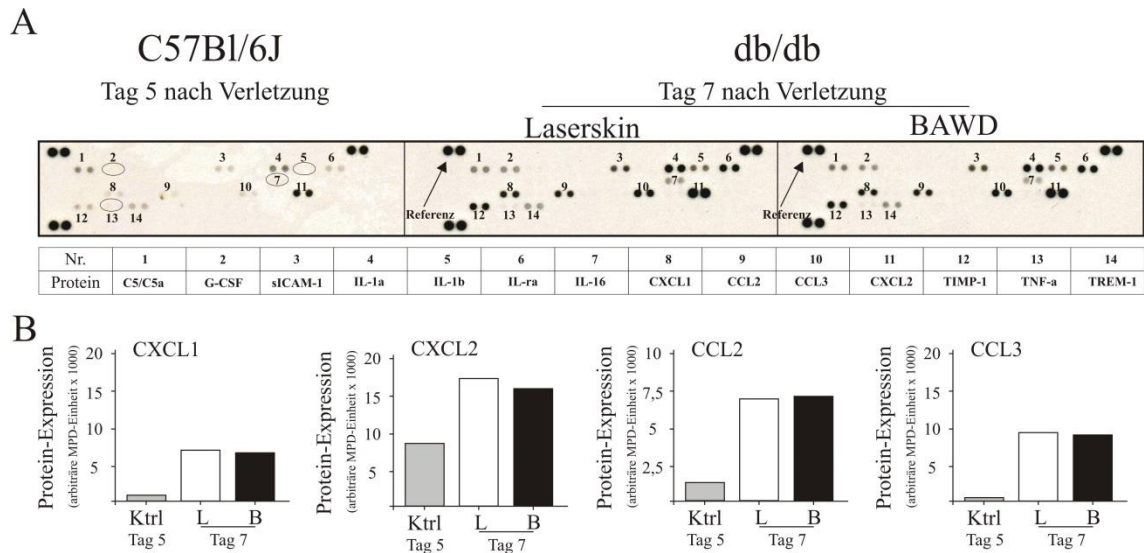 A
C57Bl/6J
db/db
Tag 5 nach Verletzung
Tag 7 nach Verletzung
Laserskin
BAWD
1 2 3 4 5 6
7
8 9 10 11
12 13 14
Referenz
1 2 3 4 5 6
7
8 9 10 11
12 13 14
Referenz
1 2 3 4 5 6
7
8 9 10 11
12 13 14
Nr. 1 2 3 4 5 6 7 8 9 10 11 12 13 14
Protein C5/C5a G-CSF sICAM-1 IL-1a IL-1b IL-ra IL-16 CXCL1 CCL2 CCL3 CXCL2 TIMP-1 TNF-a TREM-1
B
Protein-Expression
(arbiträre MPD-Einheit x 1000)
CXCL1
20
15
10
5
Ktrl L B
Tag 5 Tag 7
Protein-Expression
(arbiträre MPD-Einheit x 1000)
CXCL2
20
15
10
5
Ktrl L B
Tag 5 Tag 7
Protein-Expression
(arbiträre MPD-Einheit x 1000)
CCL2
10
7,5
5
2,5
Ktrl L B
Tag 5 Tag 7
Protein-Expression
(arbiträre MPD-Einheit x 1000)
CCL3
20
15
10
5
Ktrl L B
Tag 5 Tag 7